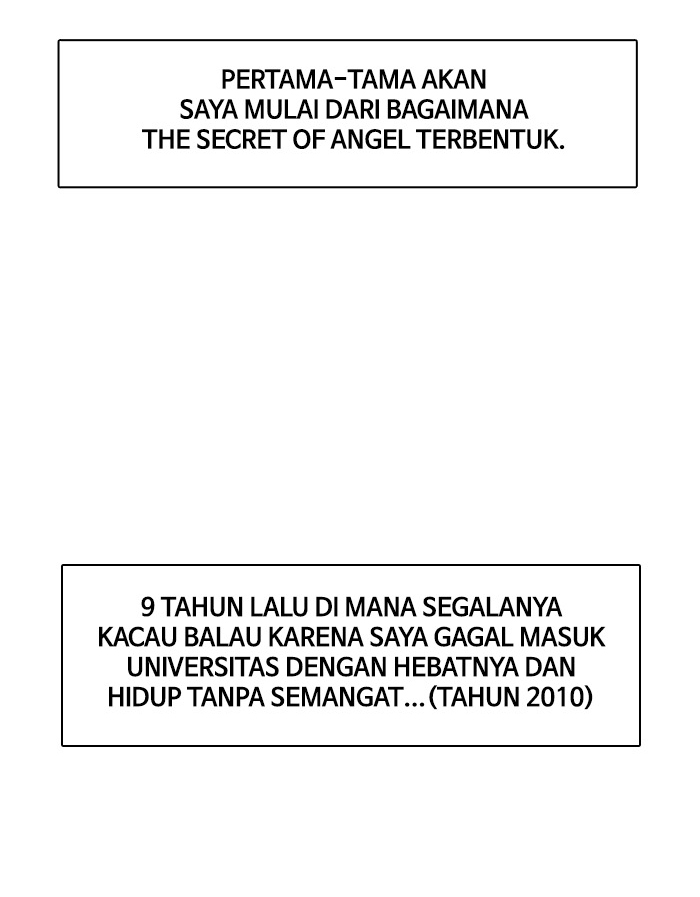 PERTAMA-TAMA AKAN
SAYA MULAI DARI BAGAIMANA
THE SECRET OF ANGEL TERBENTUK.
9 TAHUN LALU DI MANA SEGALANYA
KACAU BALAU KARENA SAYA GAGAL MASUK
UNIVERSITAS DENGAN HEBATNYA DAN
HIDUP TANPA SEMANGAT... (TAHUN 2010)